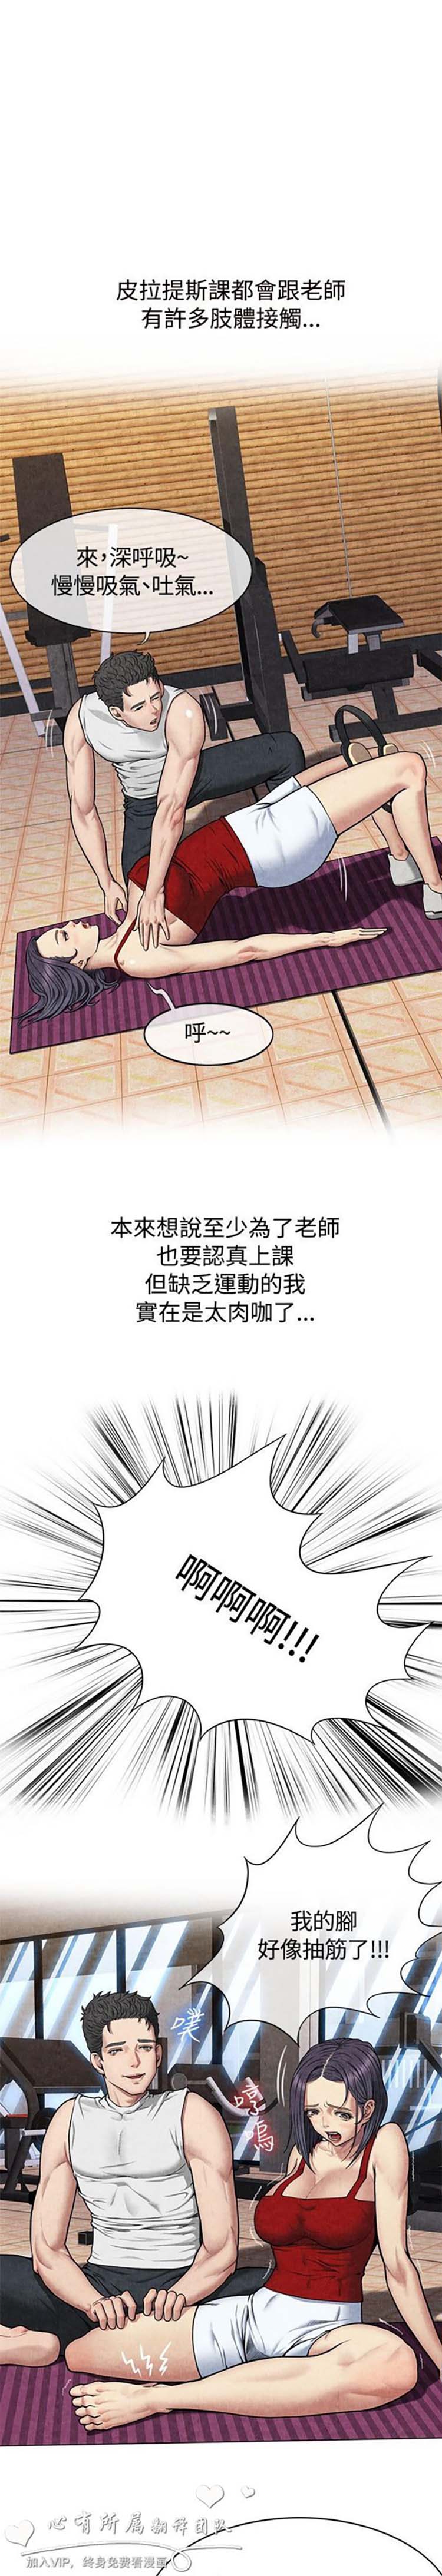 皮拉提斯課都會跟老師
有許多肢體接觸...
來，深呼吸~
慢慢吸氣、吐氣...
呼~~
本來想說至少為了老師
也要認真上課
但缺乏運動的我
實在是太肉咖了...
啊啊啊!!!
我的腳
好像抽筋了!!!
噗
嗚
心有所属翻译团队
加入VIP，终身免费看漫画